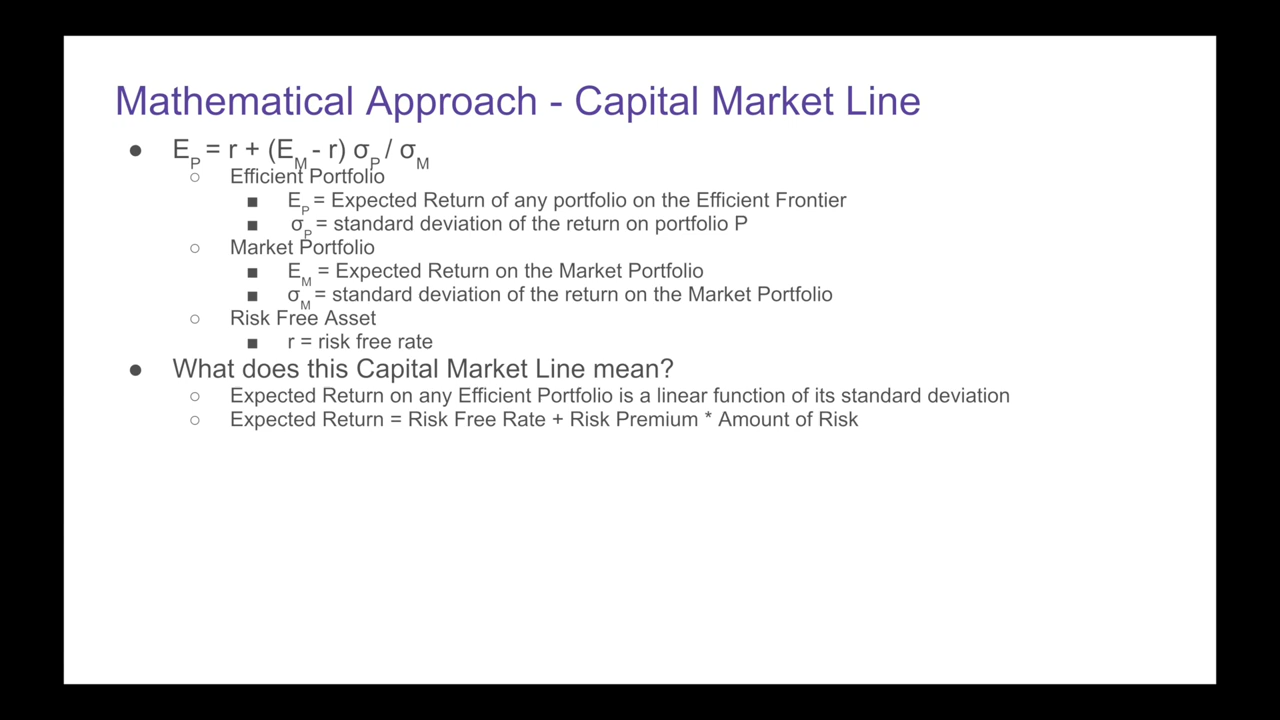 Mathematical Approach - Capital Market Line
● E_P = r + (E_M - r) σ_P / σ_M
○ Efficient Portfolio
■ E_P = Expected Return of any portfolio on the Efficient Frontier
■ σ_P = standard deviation of the return on portfolio P
○ Market Portfolio
■ E_M = Expected Return on the Market Portfolio
■ σ_M = standard deviation of the return on the Market Portfolio
○ Risk Free Asset
■ r = risk free rate
● What does this Capital Market Line mean?
○ Expected Return on any Efficient Portfolio is a linear function of its standard deviation
○ Expected Return = Risk Free Rate + Risk Premium * Amount of Risk